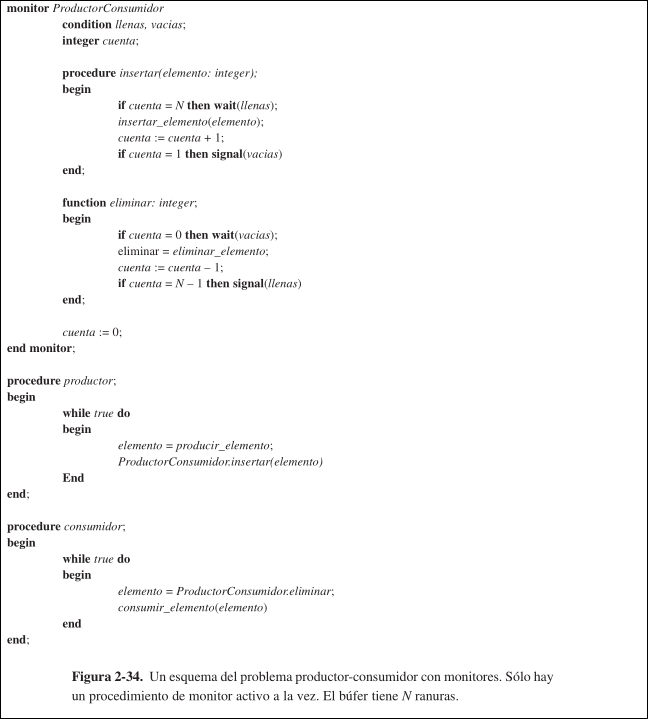 monitor ProductorConsumidor
condition llenas, vacias;
integer cuenta;
procedure insertar(elemento: integer);
begin
if cuenta = N then wait(llenas);
insertar_elemento(elemento);
cuenta := cuenta + 1;
if cuenta = 1 then signal(vacias)
end;
function eliminar: integer;
begin
if cuenta = 0 then wait(vacias);
eliminar = eliminar_elemento;
cuenta := cuenta – 1;
if cuenta = N – 1 then signal(llenas)
end;
cuenta := 0;
end monitor;
procedure productor;
begin
while true do
begin
elemento = producir_elemento;
ProductorConsumidor.insertar(elemento)
End
end;
procedure consumidor;
begin
while true do
begin
elemento = ProductorConsumidor.eliminar;
consumir_elemento(elemento)
end
end;
Figura 2-34. Un esquema del problema productor-consumidor con monitores. Sólo hay
un procedimiento de monitor activo a la vez. El búfer tiene N ranuras.